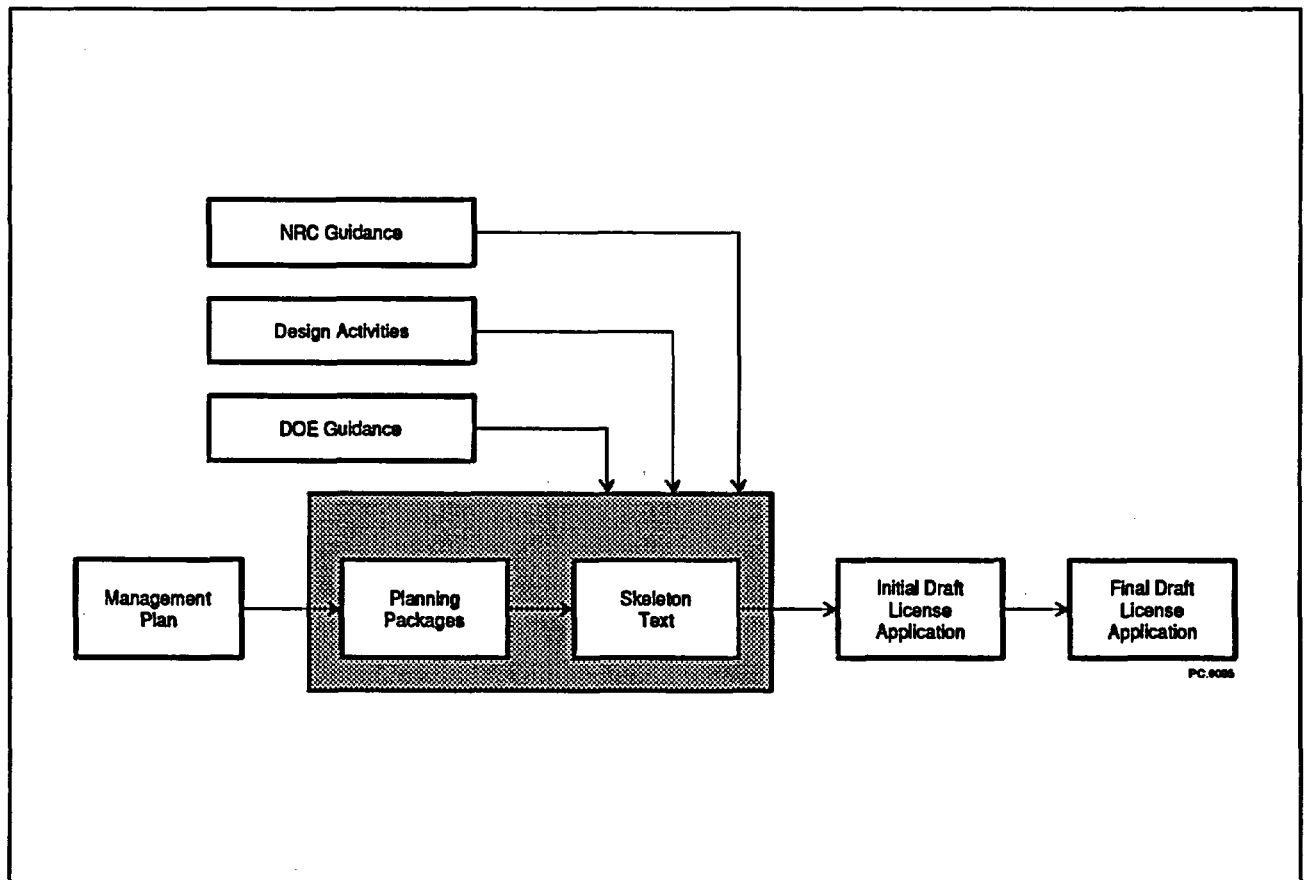 NRC Guidance
Design Activities
DOE Guidance
Management
Plan
Planning
Packages
Skeleton
Text
Initial Draft
License
Application
Final Draft
License
Application